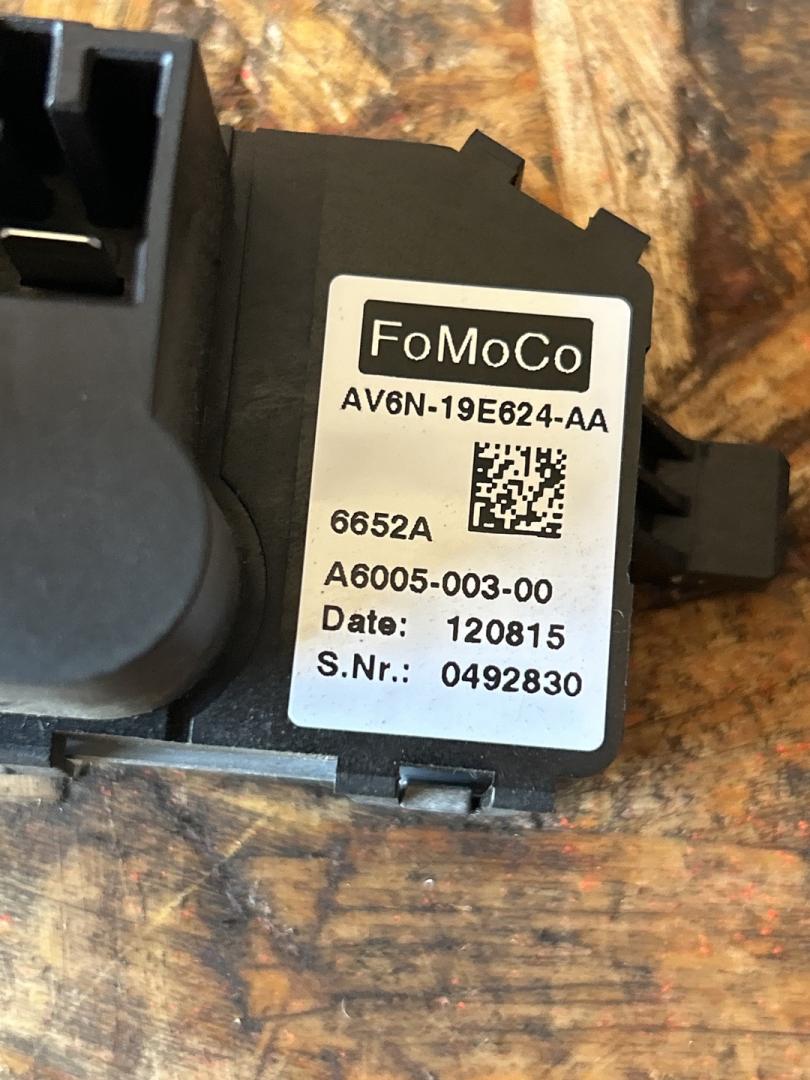 FoMoCo
AV6N-19E624-AA
6652A
A6005-003-00
Date: 120815
S.Nr.: 0492830